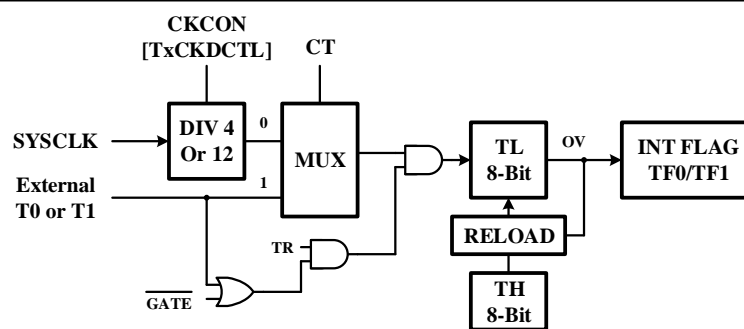 CKCON
[TxCKDCTL]
CT
SYSCLK
DIV 4
Or 12
0
MUX
TL
8-Bit
OV
INT FLAG
TF0/TF1
External
T0 or T1
1
RELOAD
TR
GATE
TH
8-Bit